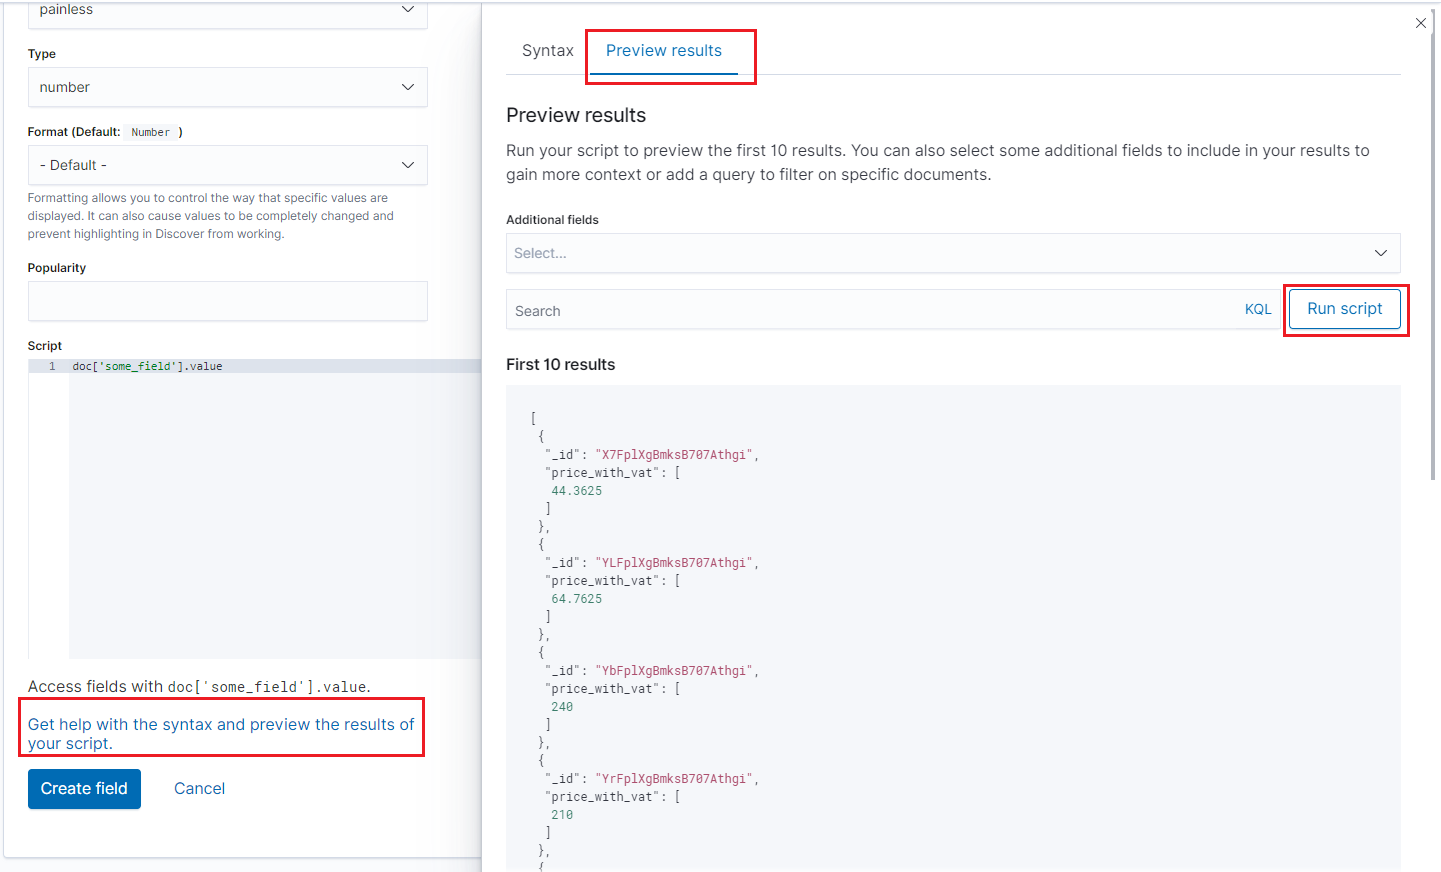 painless
Type
number
Format (Default: Number )
- Default -
Formatting allows you to control the way that specific values are
displayed. It can also cause values to be completely changed and
prevent highlighting in Discover from working.
Popularity
Script
1 doc['some_field'].value
Access fields with doc['some_field'].value.
Get help with the syntax and preview the results of
your script.
Create field Cancel
Syntax Preview results
Preview results
Run your script to preview the first 10 results. You can also select some additional fields to include in your results to
gain more context or add a query to filter on specific documents.
Additional fields
Select...
Search KQL Run script
First 10 results
[
{
"_id": "X7FplXgBmksB707Athgi",
"price_with_vat": [
44.3625
]
},
{
"_id": "YLFplXgBmksB707Athgi",
"price_with_vat": [
64.7625
]
},
{
"_id": "YbFplXgBmksB707Athgi",
"price_with_vat": [
240
]
},
{
"_id": "YrFplXgBmksB707Athgi",
"price_with_vat": [
210
]
},
{